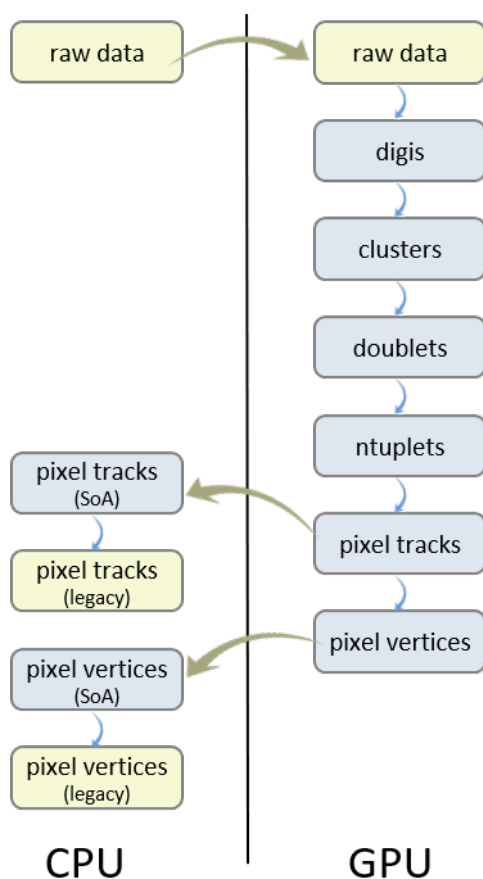 raw data
raw data
digis
clusters
doublets
ntuplets
pixel tracks
(SoA)
pixel tracks
pixel tracks
(legacy)
pixel vertices
pixel vertices
(SoA)
pixel vertices
(legacy)
CPU
GPU